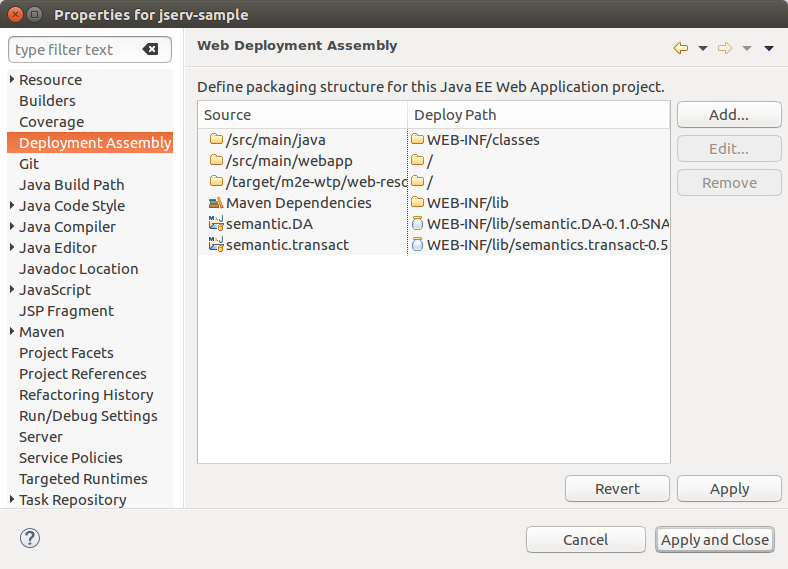 Properties for jserv-sample
type filter text
Resource
Builders
Coverage
Deployment Assembly
Git
Java Build Path
Java Code Style
Java Compiler
Java Editor
Javadoc Location
JavaScript
JSP Fragment
Maven
Project Facets
Project References
Refactoring History
Run/Debug Settings
Server
Service Policies
Targeted Runtimes
Task Repository
Web Deployment Assembly
Define packaging structure for this Java EE Web Application project.
Source Deploy Path
/src/main/java WEB-INF/classes
/src/main/webapp /
/target/m2e-wtp/web-resc /
Maven Dependencies WEB-INF/lib
semantic.DA WEB-INF/lib/semantic.DA-0.1.0-SNA
semantic.transact WEB-INF/lib/semantics.transact-0.5
Add...
Edit...
Remove
Revert Apply
Cancel Apply and Close